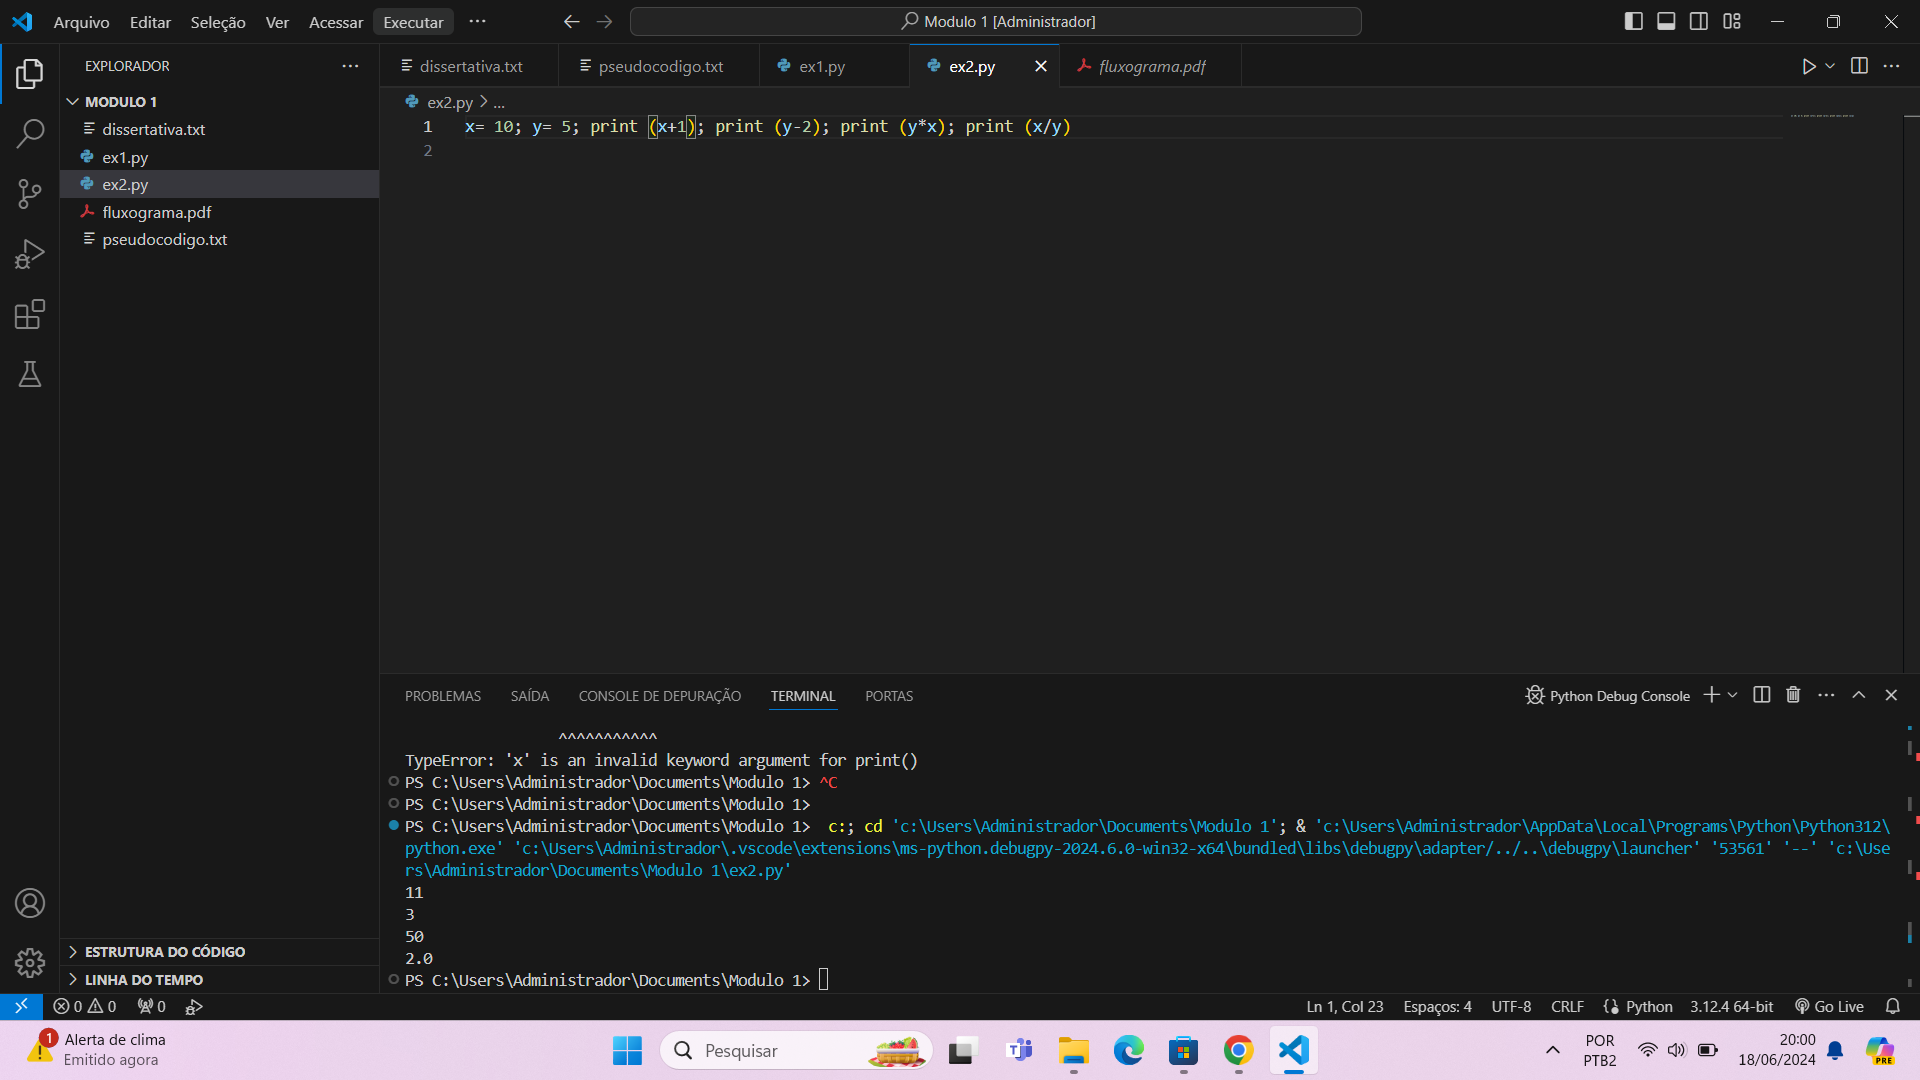 Arquivo Editar Seleção Ver Acessar Executar ···
Modulo 1 [Administrador]
EXPLORADOR
dissertativa.txt pseudocodigo.txt ex1.py ex2.py fluxograma.pdf
MODULO 1
dissertativa.txt
ex1.py
ex2.py
fluxograma.pdf
pseudocodigo.txt
ex2.py > ...
1 x= 10; y= 5; print (x+1); print (y-2); print (y*x); print (x/y)
2
PROBLEMAS SAÍDA CONSOLE DE DEPURAÇÃO TERMINAL PORTAS
Python Debug Console
^^^^^^^^^^^
TypeError: 'x' is an invalid keyword argument for print()
PS C:\Users\Administrador\Documents\Modulo 1> ^C
PS C:\Users\Administrador\Documents\Modulo 1>
PS C:\Users\Administrador\Documents\Modulo 1>  c:; cd 'c:\Users\Administrador\Documents\Modulo 1'; & 'c:\Users\Administrador\AppData\Local\Programs\Python\Python312\
python.exe' 'c:\Users\Administrador\.vscode\extensions\ms-python.debugpy-2024.6.0-win32-x64\bundled\libs\debugpy\adapter/../..\debugpy\launcher' '53561' '--' 'c:\Use
rs\Administrador\Documents\Modulo 1\ex2.py'
11
3
50
2.0
PS C:\Users\Administrador\Documents\Modulo 1>
ESTRUTURA DO CÓDIGO
LINHA DO TEMPO
0 0 0
Ln 1, Col 23 Espaços: 4 UTF-8 CRLF Python 3.12.4 64-bit Go Live
1
Alerta de clima
Emitido agora
Pesquisar
POR
PTB2
20:00
18/06/2024
PRE